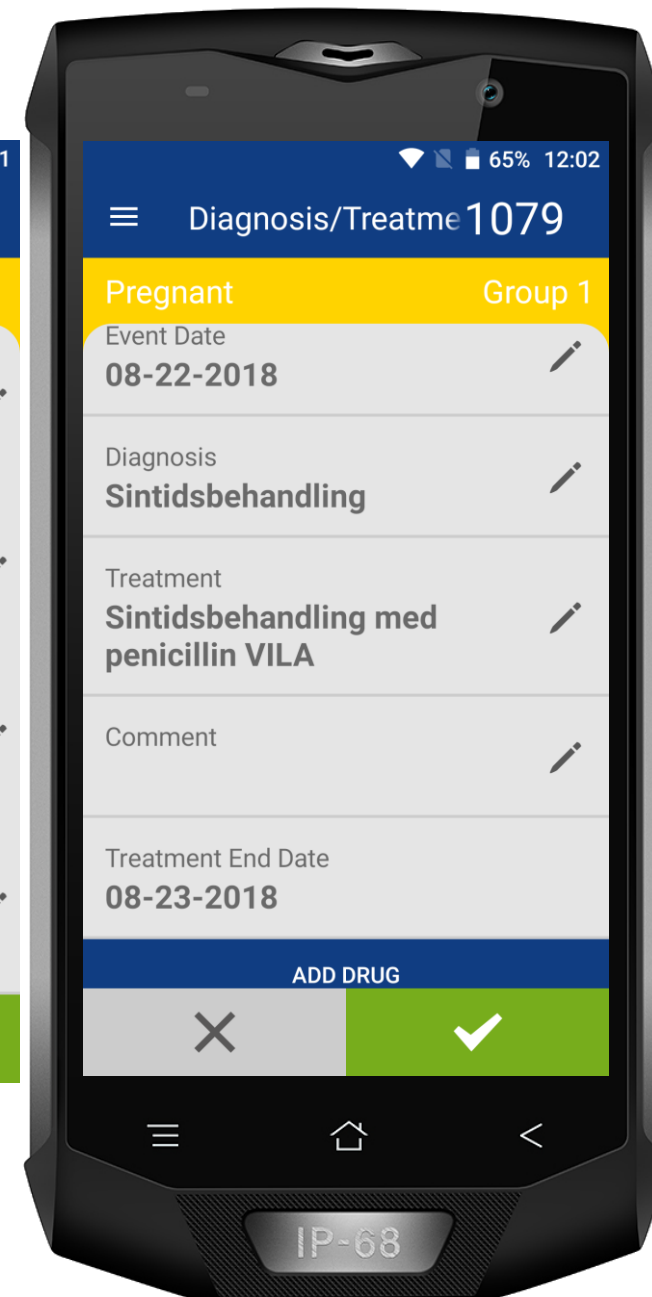 1
65% 12:02
Diagnosis/Treatme 1079
Pregnant Group 1
Event Date
08-22-2018
Diagnosis
Sintidsbehandling
Treatment
Sintidsbehandling med
penicillin VILA
Comment
Treatment End Date
08-23-2018
ADD DRUG
IP-68